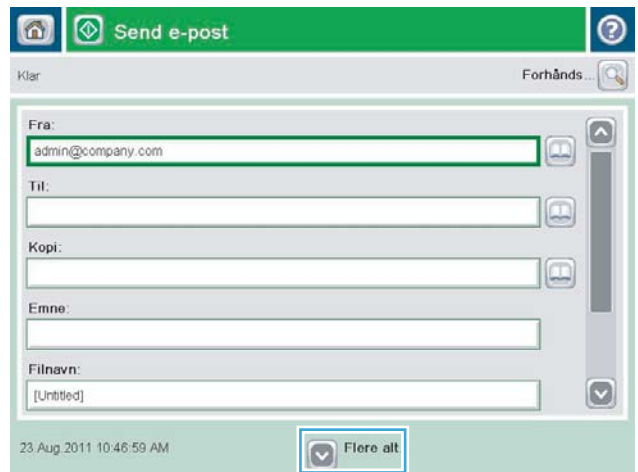 Send e-post
Klar
Forhånds...
Fra:
admin@company.com
Til:
Kopi:
Emne:
Filnavn:
[Untitled]
23 Aug 2011 10:46:59 AM
Flere alt